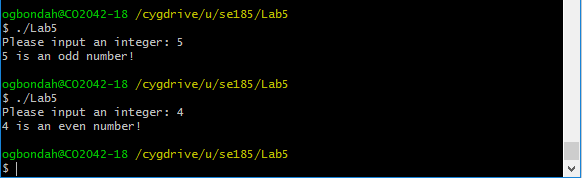 ogbondah@CO2042-18 /cygdrive/u/se185/Lab5
$ ./Lab5
Please input an integer: 5
5 is an odd number!
ogbondah@CO2042-18 /cygdrive/u/se185/Lab5
$ ./Lab5
Please input an integer: 4
4 is an even number!
ogbondah@CO2042-18 /cygdrive/u/se185/Lab5
$